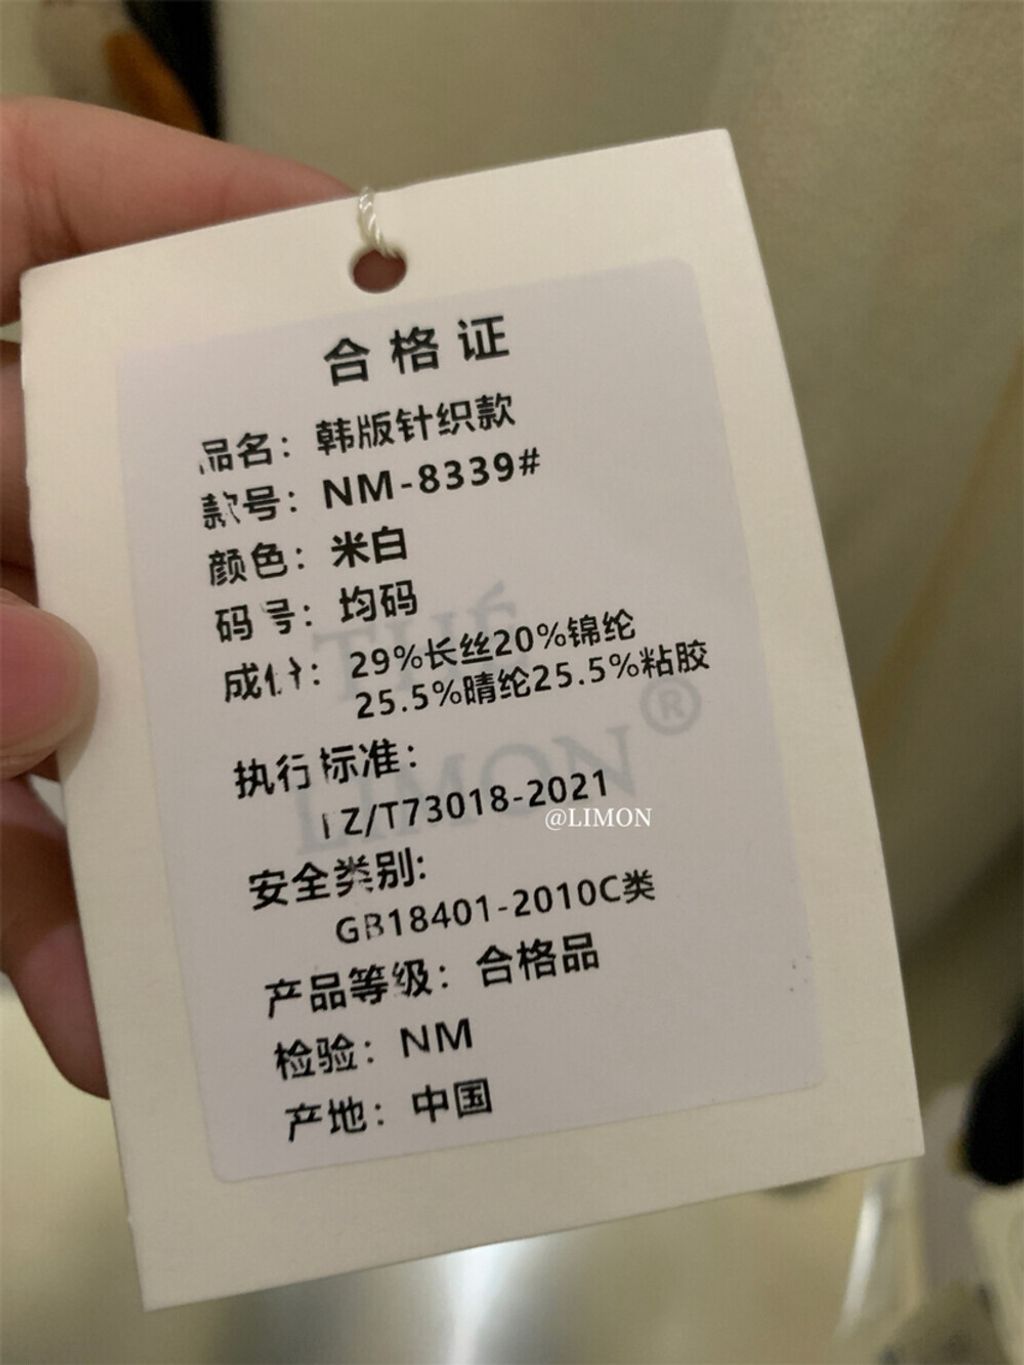 合格证
品名：韩版针织款
款号：NM-8339#
颜色：米白
码号：均码
成份：29%长丝20%锦纶
25.5%晴纶25.5%粘胶
执行标准：
FZ/T73018-2021
@LIMON
安全类别:
GB18401-2010C类
产品等级：合格品
检验：NM
产地：中国
THÉ
LIMON®